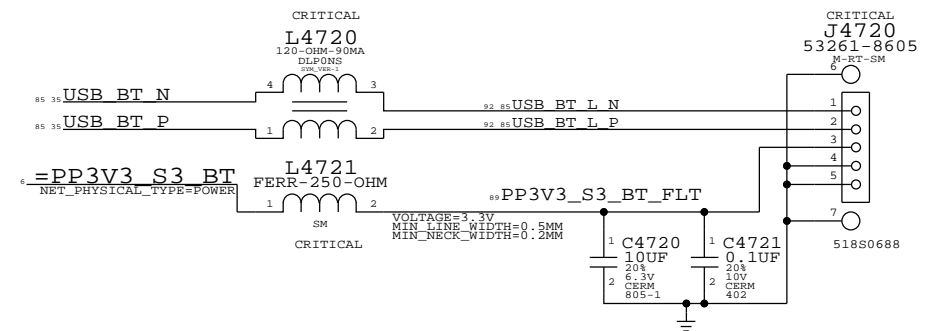 CRITICAL
L4720
120-OHM-90MA
DLP0NS
SYM_VER-1
4 3
85 35 USB_BT_N
92 85 USB_BT_L_N
85 35 USB_BT_P
1 2
92 85 USB_BT_L_P
L4721
FERR-250-OHM
6 =PP3V3_S3_BT
NET_PHYSICAL_TYPE=POWER
1 2
SM
CRITICAL
89 PP3V3_S3_BT_FLT
VOLTAGE=3.3V
MIN_LINE_WIDTH=0.5MM
MIN_NECK_WIDTH=0.2MM
1 C4720
10UF
20%
6.3V
2 CERM
805-1
1 C4721
0.1UF
20%
10V
2 CERM
402
CRITICAL
J4720
53261-8605
M-RT-SM
6
1
2
3
4
5
7
518S0688